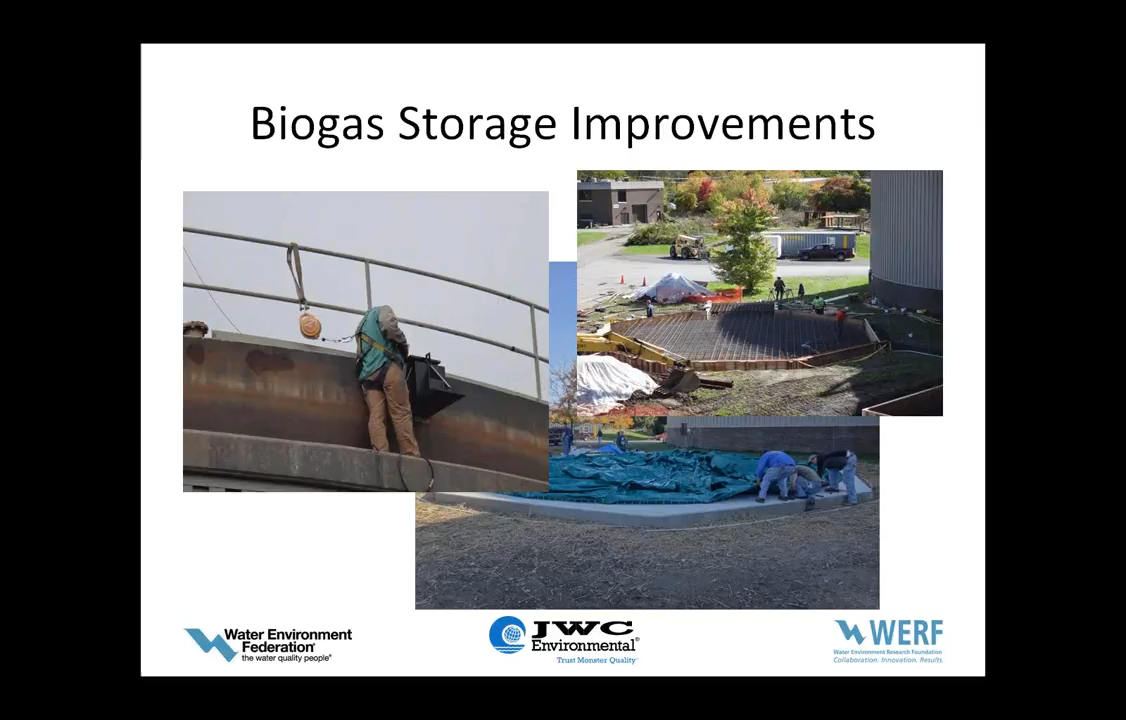 Biogas Storage Improvements
Water Environment
Federation®
the water quality people®
JWC
Environmental®
Trust Monster Quality™
WERF
Water Environment Research Foundation
Collaboration. Innovation. Results.